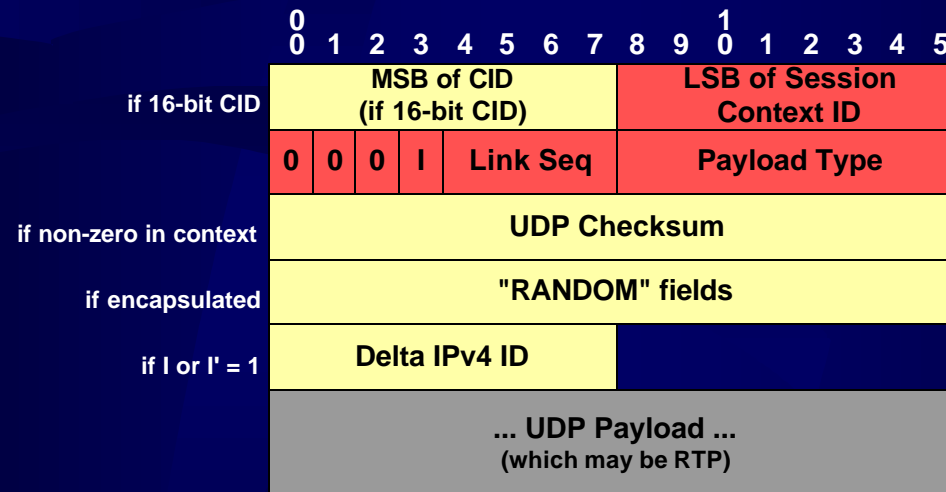 0 1
0 1 2 3 4 5 6 7 8 9 0 1 2 3 4 5
if 16-bit CID
MSB of CID
(if 16-bit CID)
LSB of Session
Context ID
0 0 0 I Link Seq Payload Type
if non-zero in context UDP Checksum
if encapsulated "RANDOM" fields
if I or I' = 1 Delta IPv4 ID
... UDP Payload ...
(which may be RTP)